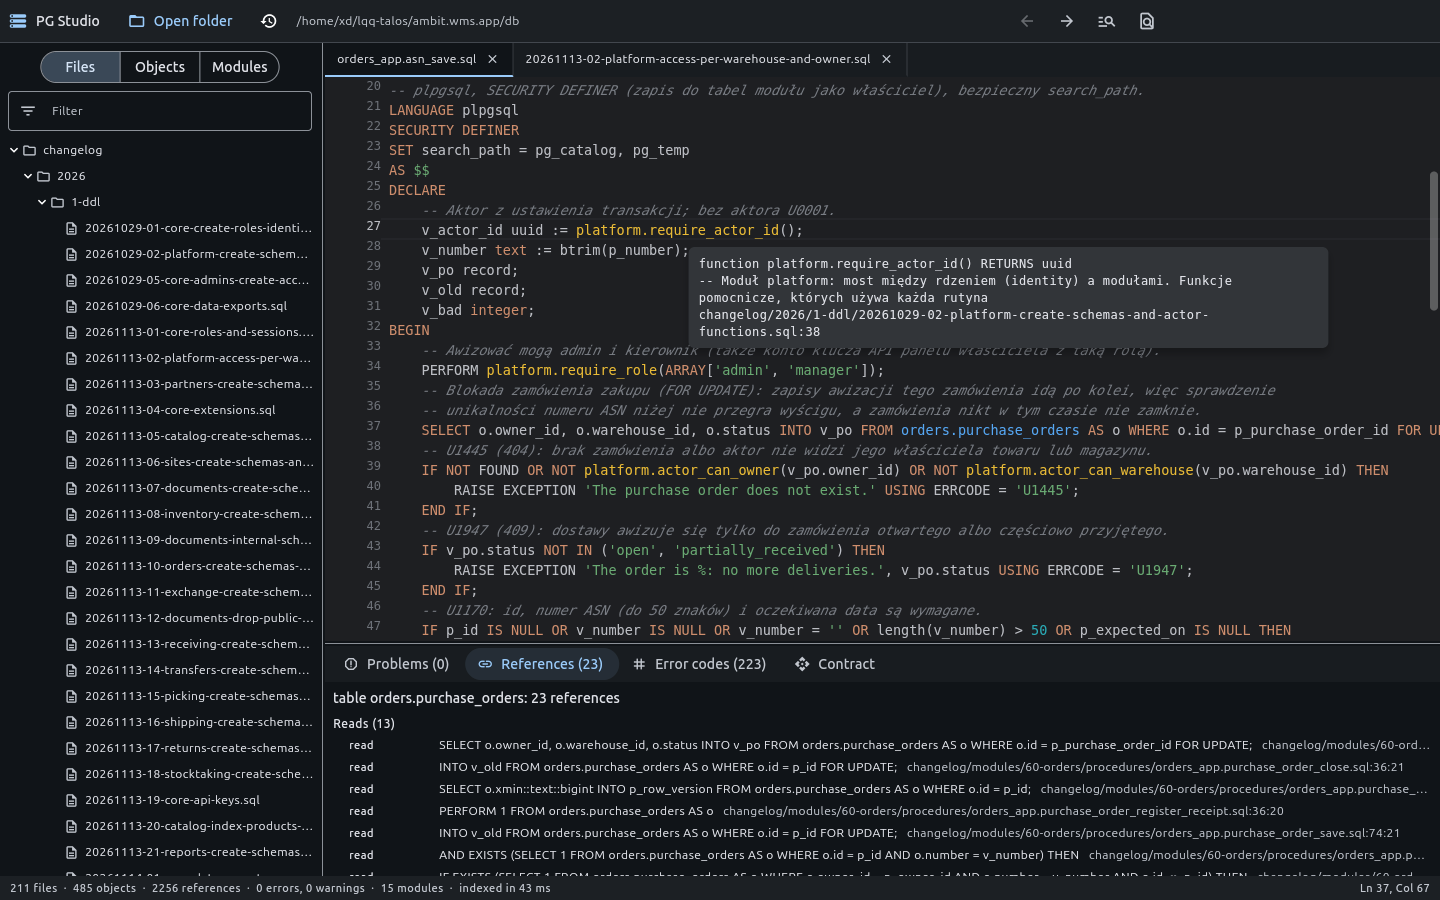 PG Studio
Open folder
/home/xd/lqq-talos/ambit.wms.app/db
Files
Objects
Modules
Filter
changelog
2026
1-ddl
20261029-01-core-create-roles-identi...
20261029-02-platform-create-schem...
20261029-05-core-admins-create-acc...
20261029-06-core-data-exports.sql
20261113-01-core-roles-and-sessions....
20261113-02-platform-access-per-wa...
20261113-03-partners-create-schema...
20261113-04-core-extensions.sql
20261113-05-catalog-create-schemas...
20261113-06-sites-create-schemas-an...
20261113-07-documents-create-sche...
20261113-08-inventory-create-schem...
20261113-09-documents-internal-sch...
20261113-10-orders-create-schemas-...
20261113-11-exchange-create-schem...
20261113-12-documents-drop-public-...
20261113-13-receiving-create-schem...
20261113-14-transfers-create-schem...
20261113-15-picking-create-schemas...
20261113-16-shipping-create-schema...
20261113-17-returns-create-schemas...
20261113-18-stocktaking-create-sche...
20261113-19-core-api-keys.sql
20261113-20-catalog-index-products-...
20261113-21-reports-create-schemas...
orders_app.asn_save.sql
20261113-02-platform-access-per-warehouse-and-owner.sql
20 -- plpgsql, SECURITY DEFINER (zapis do tabel modułu jako właściciel), bezpieczny search_path.
21 LANGUAGE plpgsql
22 SECURITY DEFINER
23 SET search_path = pg_catalog, pg_temp
24 AS $$
25 DECLARE
26 -- Aktor z ustawienia transakcji; bez aktora U0001.
27 v_actor_id uuid := platform.require_actor_id();
28 v_number text := btrim(p_number);
29 v_po record;
30 v_old record;
31 v_bad integer;
32 BEGIN
33 -- Awizować mogą admin i kierownik (także konto klucza API panelu właściciela z taką rolą).
34 PERFORM platform.require_role(ARRAY['admin', 'manager']);
35 -- Blokada zamówienia zakupu (FOR UPDATE): zapisy awizacji tego zamówienia idą po kolei, więc sprawdzenie
36 -- unikalności numeru ASN niżej nie przegra wyścigu, a zamówienia nikt w tym czasie nie zamknie.
37 SELECT o.owner_id, o.warehouse_id, o.status INTO v_po FROM orders.purchase_orders AS o WHERE o.id = p_purchase_order_id FOR U
38 -- U1445 (404): brak zamówienia albo aktor nie widzi jego właściciela towaru lub magazynu.
39 IF NOT FOUND OR NOT platform.actor_can_owner(v_po.owner_id) OR NOT platform.actor_can_warehouse(v_po.warehouse_id) THEN
40 RAISE EXCEPTION 'The purchase order does not exist.' USING ERRCODE = 'U1445';
41 END IF;
42 -- U1947 (409): dostawy awizuje się tylko do zamówienia otwartego albo częściowo przyjętego.
43 IF v_po.status NOT IN ('open', 'partially_received') THEN
44 RAISE EXCEPTION 'The order is %: no more deliveries.', v_po.status USING ERRCODE = 'U1947';
45 END IF;
46 -- U1170: id, numer ASN (do 50 znaków) i oczekiwana data są wymagane.
47 IF p_id IS NULL OR v_number IS NULL OR v_number = '' OR length(v_number) > 50 OR p_expected_on IS NULL THEN
function platform.require_actor_id() RETURNS uuid
-- Moduł platform: most między rdzeniem (identity) a modułami. Funkcje
pomocnicze, których używa każda rutyna
changelog/2026/1-ddl/20261029-02-platform-create-schemas-and-actor-
functions.sql:38
Problems (0)
References (23)
Error codes (223)
Contract
table orders.purchase_orders: 23 references
Reads (13)
read SELECT o.owner_id, o.warehouse_id, o.status INTO v_po FROM orders.purchase_orders AS o WHERE o.id = p_purchase_order_id FOR UPDATE; changelog/modules/60-ord...
read INTO v_old FROM orders.purchase_orders AS o WHERE o.id = p_id FOR UPDATE; changelog/modules/60-orders/procedures/orders_app.purchase_order_close.sql:36:21
read SELECT o.xmin::text::bigint INTO p_row_version FROM orders.purchase_orders AS o WHERE o.id = p_id; changelog/modules/60-orders/procedures/orders_app.purchase_...
read PERFORM 1 FROM orders.purchase_orders AS o changelog/modules/60-orders/procedures/orders_app.purchase_order_register_receipt.sql:36:20
read INTO v_old FROM orders.purchase_orders AS o WHERE o.id = p_id FOR UPDATE; changelog/modules/60-orders/procedures/orders_app.purchase_order_save.sql:74:21
read AND EXISTS (SELECT 1 FROM orders.purchase_orders AS o WHERE o.id = p_id AND o.number = v_number) THEN changelog/modules/60-orders/procedures/orders_app.p...
211 files · 485 objects · 2256 references · 0 errors, 0 warnings · 15 modules · indexed in 43 ms
Ln 37, Col 67